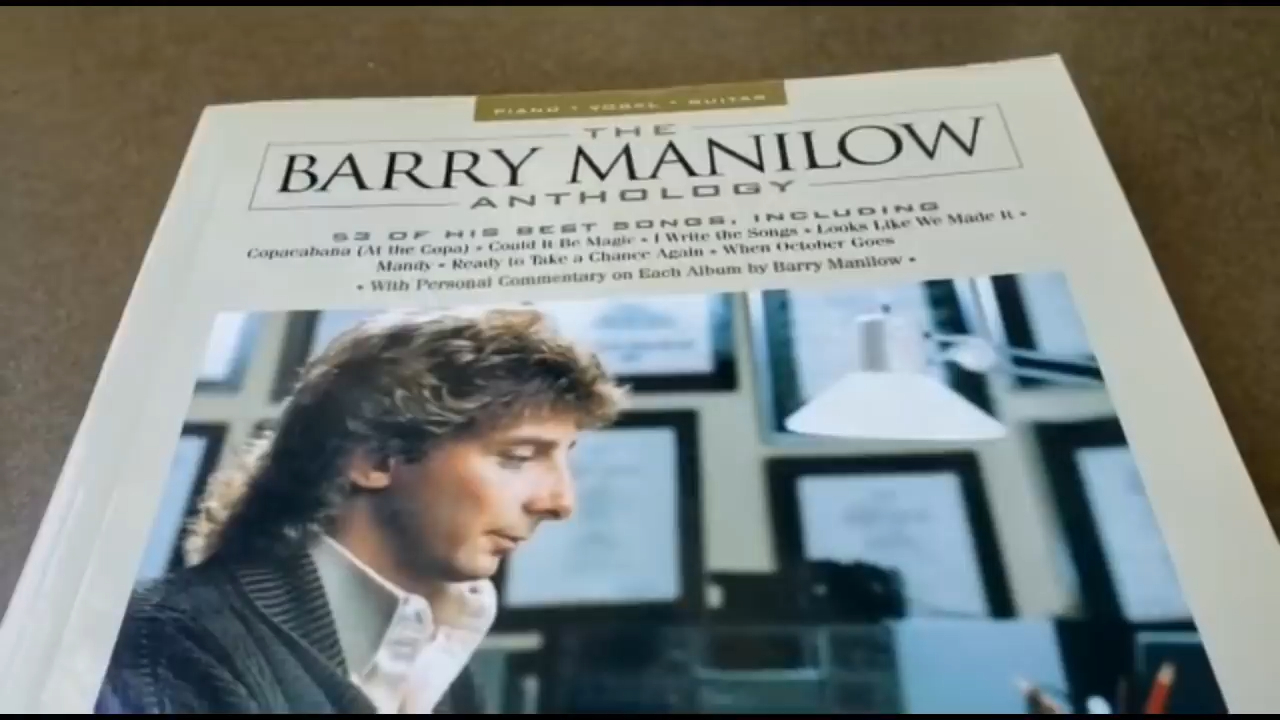 PIANO • VOCAL • GUITAR
THE
BARRY MANILOW
ANTHOLOGY
53 OF HIS BEST SONGS, INCLUDING
Copacabana (At the Copa) • Could It Be Magic • I Write the Songs • Looks Like We Made It •
Mandy • Ready to Take a Chance Again • When October Goes
• With Personal Commentary on Each Album by Barry Manilow •